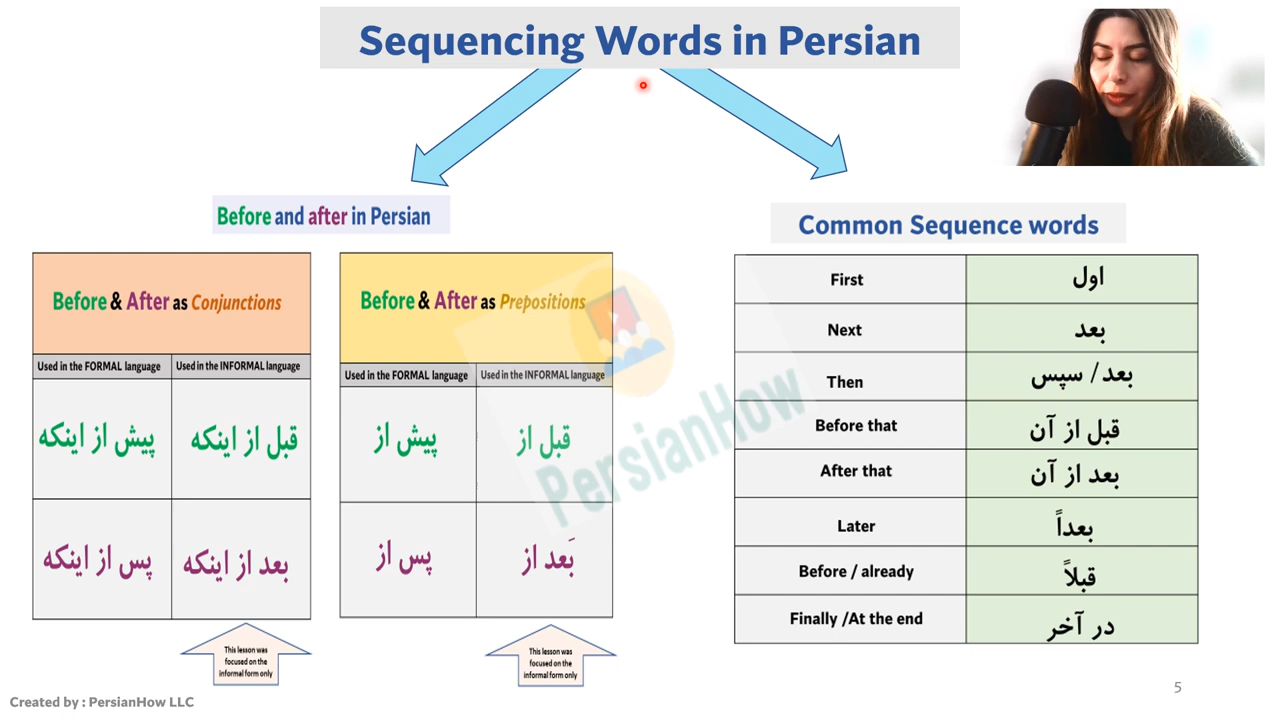 Sequencing Words in Persian
Before and after in Persian
Before & After as Conjunctions
Used in the FORMAL language
Used in the INFORMAL language
پیش از اینکه
قبل از اینکه
پس از اینکه
بعد از اینکه
This lesson was
focused on the
informal form only
Before & After as Prepositions
Used in the FORMAL language
Used in the INFORMAL language
پیش از
قبل از
پس از
بَعد از
This lesson was
focused on the
informal form only
Common Sequence words
First
اول
Next
بعد
Then
بعد/ سپس
Before that
قبل از آن
After that
بعد از آن
Later
بعداً
Before / already
قبلاً
Finally /At the end
در آخر
PersianHow
Created by : PersianHow LLC
5